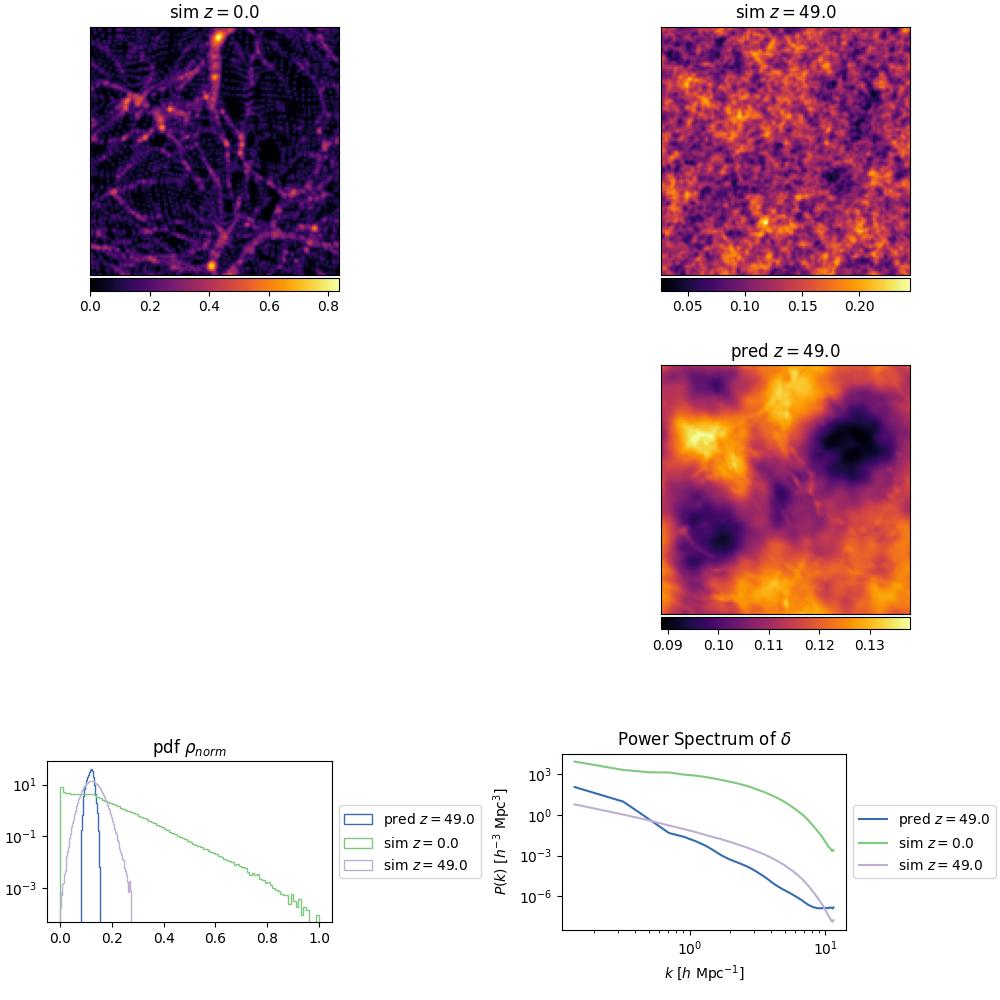 sim z = 0.0
sim z = 49.0
0.0 0.2 0.4 0.6 0.8
0.05 0.10 0.15 0.20
pred z = 49.0
0.09 0.10 0.11 0.12 0.13
pdf ρnorm
10¹
10⁻¹
10⁻³
0.0 0.2 0.4 0.6 0.8 1.0
pred z = 49.0
sim z = 0.0
sim z = 49.0
Power Spectrum of δ
P(k) [h⁻³ Mpc³]
10³
10⁰
10⁻³
10⁻⁶
10⁰ 10¹
k [h Mpc⁻¹]
pred z = 49.0
sim z = 0.0
sim z = 49.0